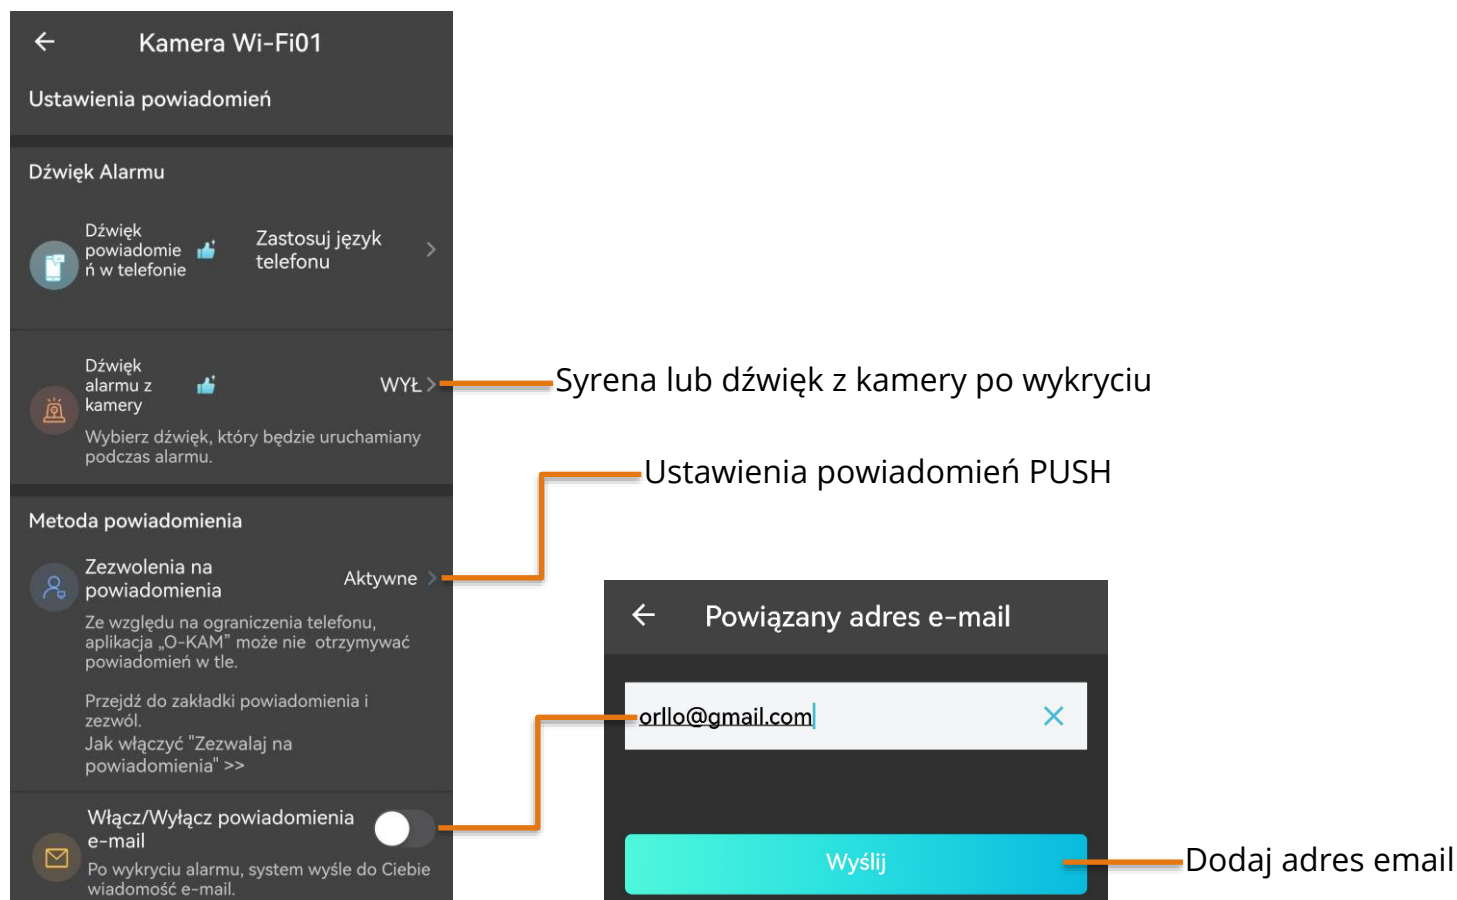 Kamera Wi-Fi01
Ustawienia powiadomień
Dźwięk Alarmu
Dźwięk
powiadomie
ń w telefonie
Zastosuj język
telefonu
Dźwięk
alarmu z
kamery
WYŁ
Wybierz dźwięk, który będzie uruchamiany
podczas alarmu.
Syrena lub dźwięk z kamery po wykryciu
Ustawienia powiadomień PUSH
Metoda powiadomienia
Zezwolenia na
powiadomienia
Aktywne
Ze względu na ograniczenia telefonu,
aplikacja „O-KAM” może nie otrzymywać
powiadomień w tle.
Przejdź do zakładki powiadomienia i
zezwól.
Jak włączyć "Zezwalaj na
powiadomienia" >>
Włącz/Wyłącz powiadomienia
e-mail
Po wykryciu alarmu, system wyśle do Ciebie
wiadomość e-mail.
Powiązany adres e-mail
orllo@gmail.com
Wyślij
Dodaj adres email